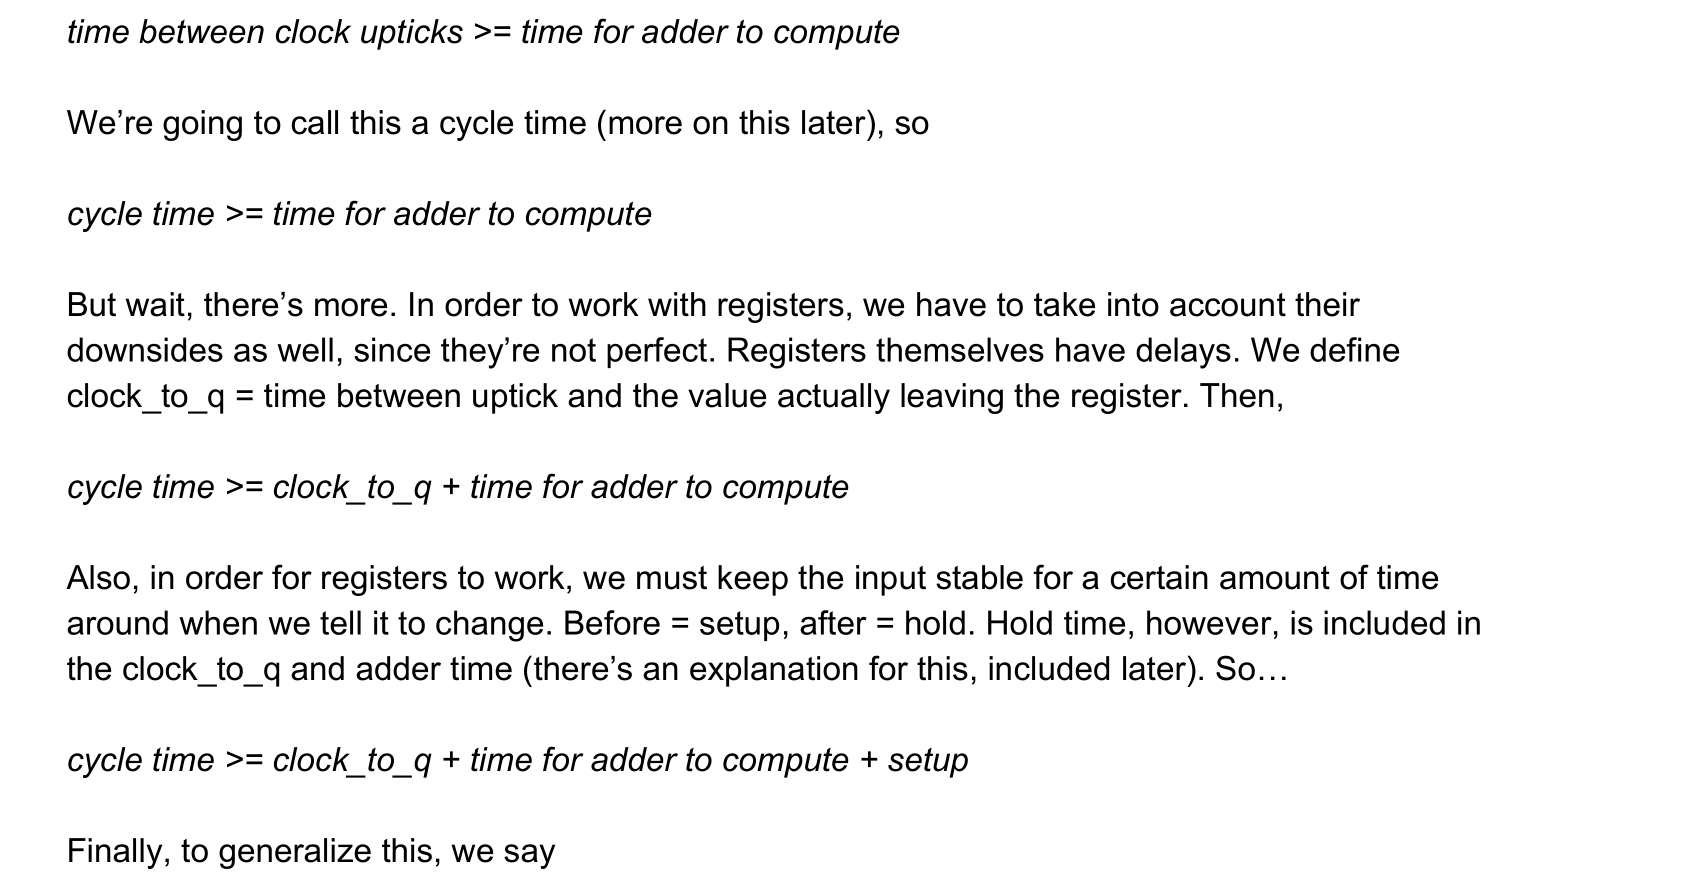 time between clock upticks >= time for adder to compute
We’re going to call this a cycle time (more on this later), so
cycle time >= time for adder to compute
But wait, there’s more. In order to work with registers, we have to take into account their
downsides as well, since they’re not perfect. Registers themselves have delays. We define
clock_to_q = time between uptick and the value actually leaving the register. Then,
cycle time >= clock_to_q + time for adder to compute
Also, in order for registers to work, we must keep the input stable for a certain amount of time
around when we tell it to change. Before = setup, after = hold. Hold time, however, is included in
the clock_to_q and adder time (there’s an explanation for this, included later). So…
cycle time >= clock_to_q + time for adder to compute + setup
Finally, to generalize this, we say